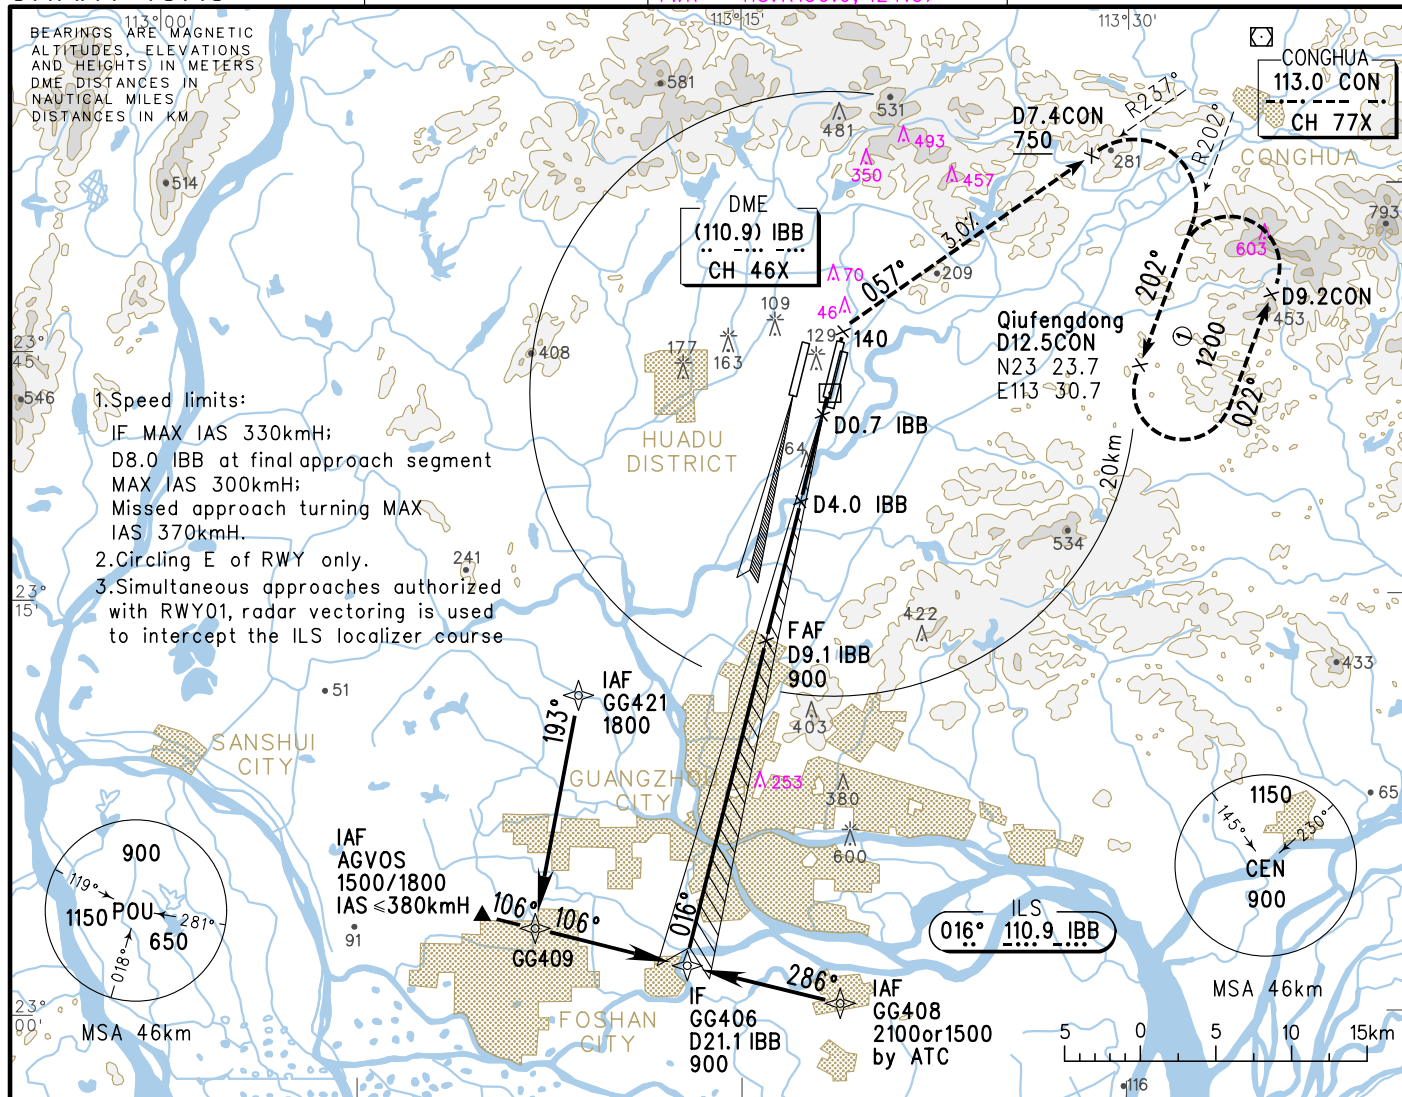 113°00'
113°15'
113°30'
BEARINGS ARE MAGNETIC
ALTITUDES, ELEVATIONS
AND HEIGHTS IN METERS
DME DISTANCES IN
NAUTICAL MILES
DISTANCES IN KM
CONGHUA
113.0 CON
CH 77X
CONGHUA
581
531
481
493
350
457
514
D7.4CON
750
R237°
R202°
281
793
603
DME
(110.9) IBB
CH 46X
3.0%
057°
209
70
46
109
129
177
163
140
408
546
23°
45'
202°
①
1200
022°
D9.2CON
453
Qiufengdong
D12.5CON
N23 23.7
E113 30.7
1.Speed limits:
IF MAX IAS 330kmH;
D8.0 IBB at final approach segment
MAX IAS 300kmH;
Missed approach turning MAX
IAS 370kmH.
2.Circling E of RWY only.
3.Simultaneous approaches authorized
with RWY01, radar vectoring is used
to intercept the ILS localizer course
HUADU
DISTRICT
D0.7 IBB
64
20km
D4.0 IBB
534
241
23°
15'
422
FAF
D9.1 IBB
900
433
51
IAF
GG421
1800
193°
403
SANSHUI
CITY
GUANGZHOU
CITY
253
380
600
65
1150
145°
230°
CEN
900
MSA 46km
900
119°
1150
POU
281°
650
018°
MSA 46km
91
IAF
AGVOS
1500/1800
IAS≤380kmH
106°
106°
GG409
016°
ILS
016° 110.9 IBB
286°
IF
GG406
D21.1 IBB
900
IAF
GG408
2100or1500
by ATC
FOSHAN
CITY
23°
00'
5 0 5 10 15km
116